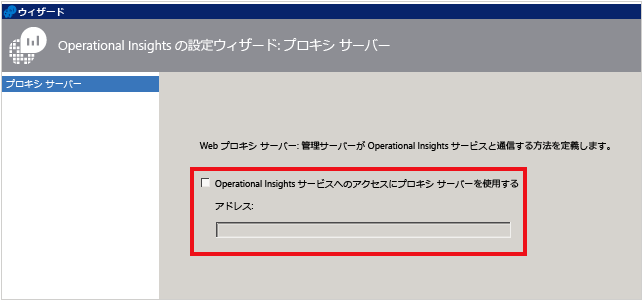 ウィザード
Operational Insights の設定ウィザード: プロキシ サーバー
プロキシ サーバー
Web プロキシ サーバー: 管理サーバーが Operational Insights サービスと通信する方法を定義します。
Operational Insights サービスへのアクセスにプロキシ サーバーを使用する
アドレス: